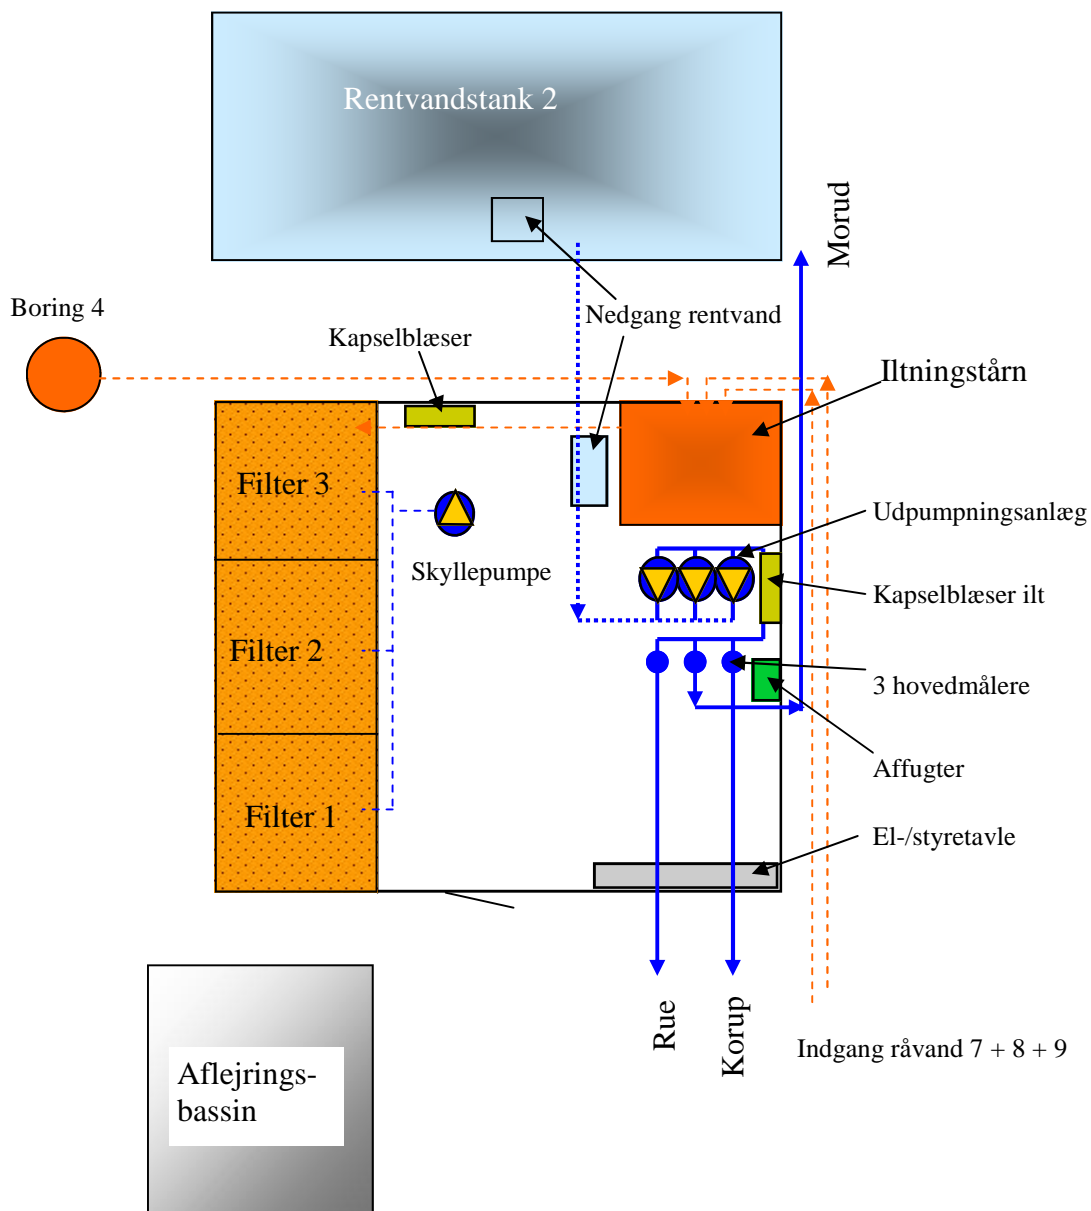 Rentvandstank 2
Morud
Boring 4
Nedgang rentvand
Kapselblæser
Iltningstårn
Filter 3
Udpumpningsanlæg
Skyllepumpe
Kapselblæser ilt
Filter 2
3 hovedmålere
Affugter
Filter 1
El-/styretavle
Rue
Korup
Indgang råvand 7 + 8 + 9
Aflejrings-
bassin